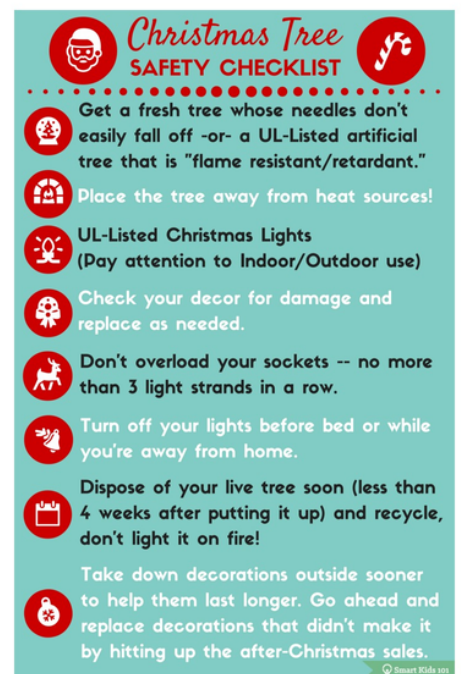 Christmas Tree
SAFETY CHECKLIST
Get a fresh tree whose needles don't
easily fall off -or- a UL-Listed artificial
tree that is "flame resistant/retardant."
Place the tree away from heat sources!
UL-Listed Christmas Lights
(Pay attention to Indoor/Outdoor use)
Check your decor for damage and
replace as needed.
Don't overload your sockets -- no more
than 3 light strands in a row.
Turn off your lights before bed or while
you're away from home.
Dispose of your live tree soon (less than
4 weeks after putting it up) and recycle,
don't light it on fire!
Take down decorations outside sooner
to help them last longer. Go ahead and
replace decorations that didn't make it
by hitting up the after-Christmas sales.
Smart Kids 101